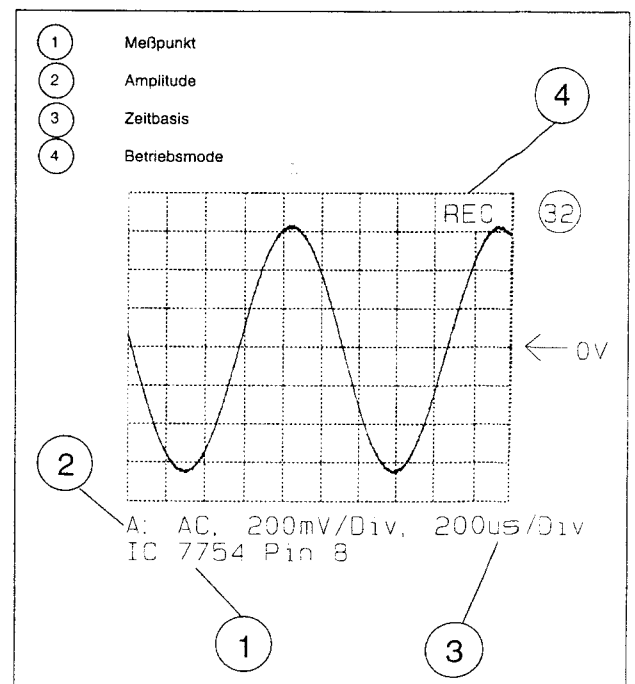 1 Meßpunkt
2 Amplitude
3 Zeitbasis
4 Betriebsmode
4
REC 32
0V
2
A: AC, 200mV/Div, 200us/Div
IC 7754 Pin 8
1
3